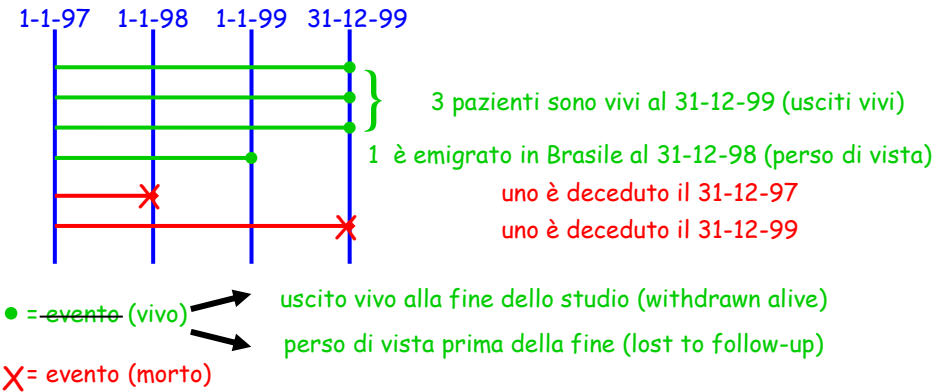 1-1-97 1-1-98 1-1-99 31-12-99
3 pazienti sono vivi al 31-12-99 (usciti vivi)
1 è emigrato in Brasile al 31-12-98 (perso di vista)
uno è deceduto il 31-12-97
uno è deceduto il 31-12-99
uscito vivo alla fine dello studio (withdrawn alive)
= evento (vivo)
perso di vista prima della fine (lost to follow-up)
= evento (morto)